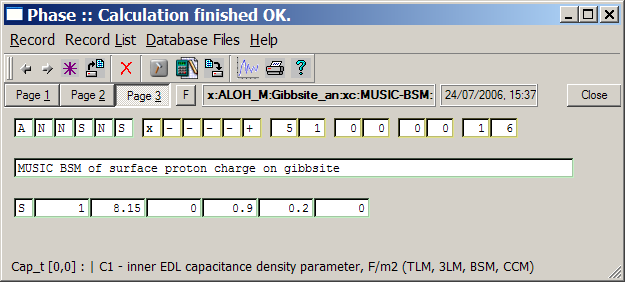 Phase :: Calculation finished OK.
Record Record List Database Files Help
Page 1 Page 2 Page 3 F x:ALOH_M:Gibbsite_an:xc:MUSIC-BSM: 24/07/2006, 15:37 Close
A N N S N S x - - - - + 5 1 0 0 0 0 1 6
MUSIC BSM of surface proton charge on gibbsite
S 1 8.15 0 0.9 0.2 0
Cap_t [0,0] : | C1 - inner EDL capacitance density parameter, F/m2 (TLM, 3LM, BSM, CCM)